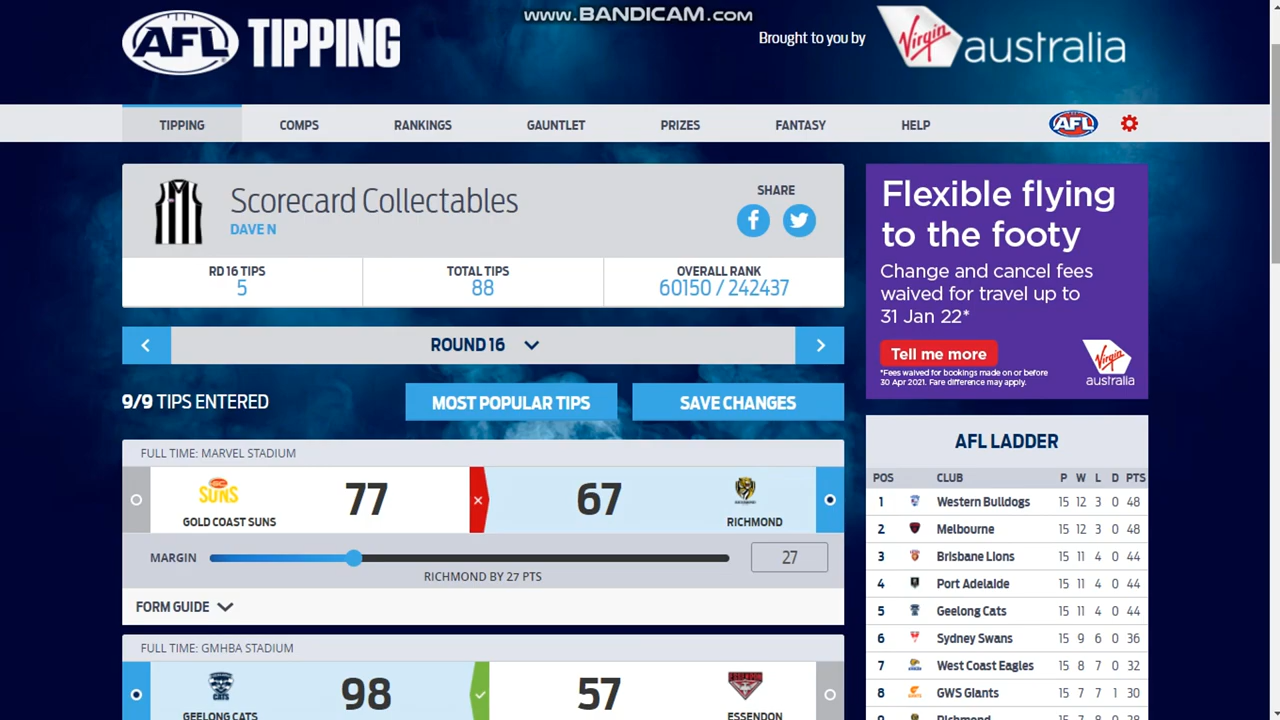 www.BANDICAM.com
AFL TIPPING
Brought to you by
Virgin australia
TIPPING COMPS RANKINGS GAUNTLET PRIZES FANTASY HELP AFL
Scorecard Collectables
DAVE N
SHARE
RD 16 TIPS
5
TOTAL TIPS
88
OVERALL RANK
60150 / 242437
ROUND 16
9/9 TIPS ENTERED
MOST POPULAR TIPS
SAVE CHANGES
FULL TIME: MARVEL STADIUM
SUNS
GOLD COAST SUNS
77
67
RICHMOND
MARGIN
27
RICHMOND BY 27 PTS
FORM GUIDE
FULL TIME: GMHBA STADIUM
CATS
GEELONG CATS
98
57
ESSENDON
ESSENDON
Flexible flying
to the footy
Change and cancel fees
waived for travel up to
31 Jan 22*
Tell me more
*Fees waived for bookings made on or before
30 Apr 2021. Fare difference may apply.
Virgin
australia
AFL LADDER
POS CLUB P W L D PTS
1 Western Bulldogs 15 12 3 0 48
2 Melbourne 15 12 3 0 48
3 Brisbane Lions 15 11 4 0 44
4 Port Adelaide 15 11 4 0 44
5 Geelong Cats 15 11 4 0 44
6 Sydney Swans 15 9 6 0 36
7 West Coast Eagles 15 8 7 0 32
8 GWS Giants 15 7 7 1 30
9 Richmond 15 7 8 0 28